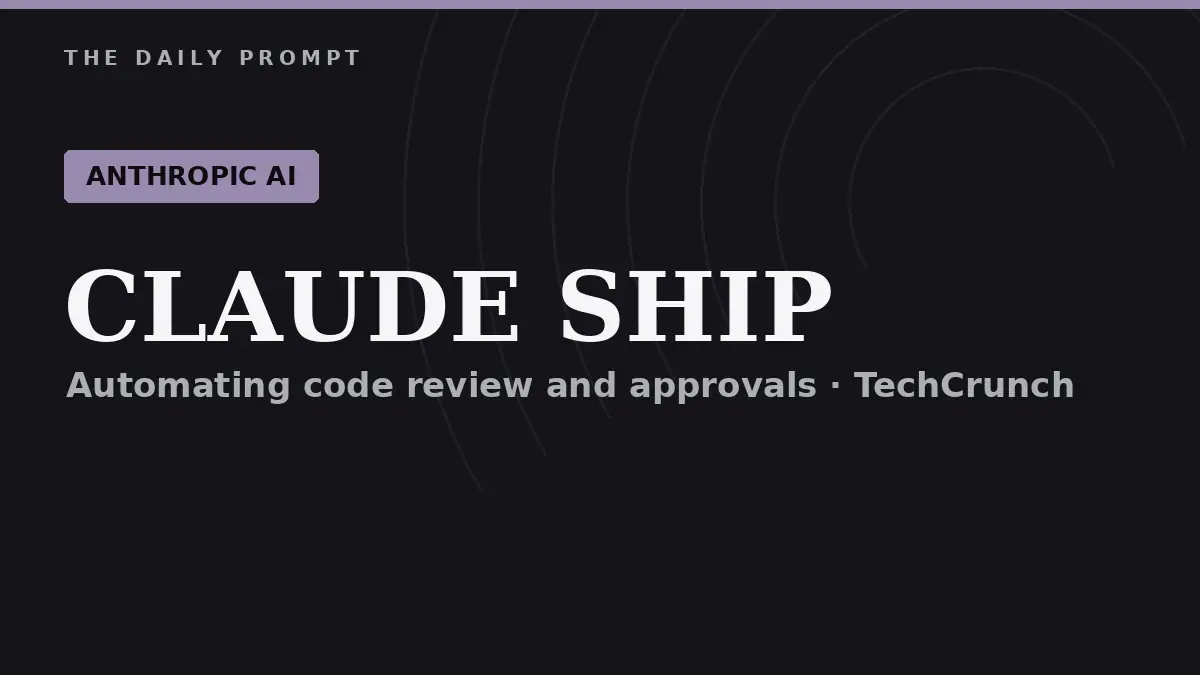 THE DAILY PROMPT
ANTHROPIC AI
CLAUDE SHIP
Automating code review and approvals · TechCrunch